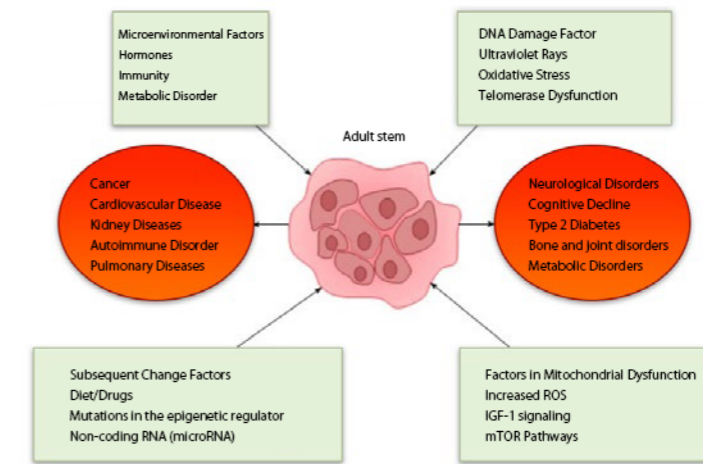 Microenvironmental Factors
Hormones
Immunity
Metabolic Disorder
DNA Damage Factor
Ultraviolet Rays
Oxidative Stress
Telomerase Dysfunction
Adult stem
Cancer
Cardiovascular Disease
Kidney Diseases
Autoimmune Disorder
Pulmonary Diseases
Neurological Disorders
Cognitive Decline
Type 2 Diabetes
Bone and joint disorders
Metabolic Disorders
Subsequent Change Factors
Diet/Drugs
Mutations in the epigenetic regulator
Non-coding RNA (microRNA)
Factors in Mitochondrial Dysfunction
Increased ROS
IGF-1 signaling
mTOR Pathways